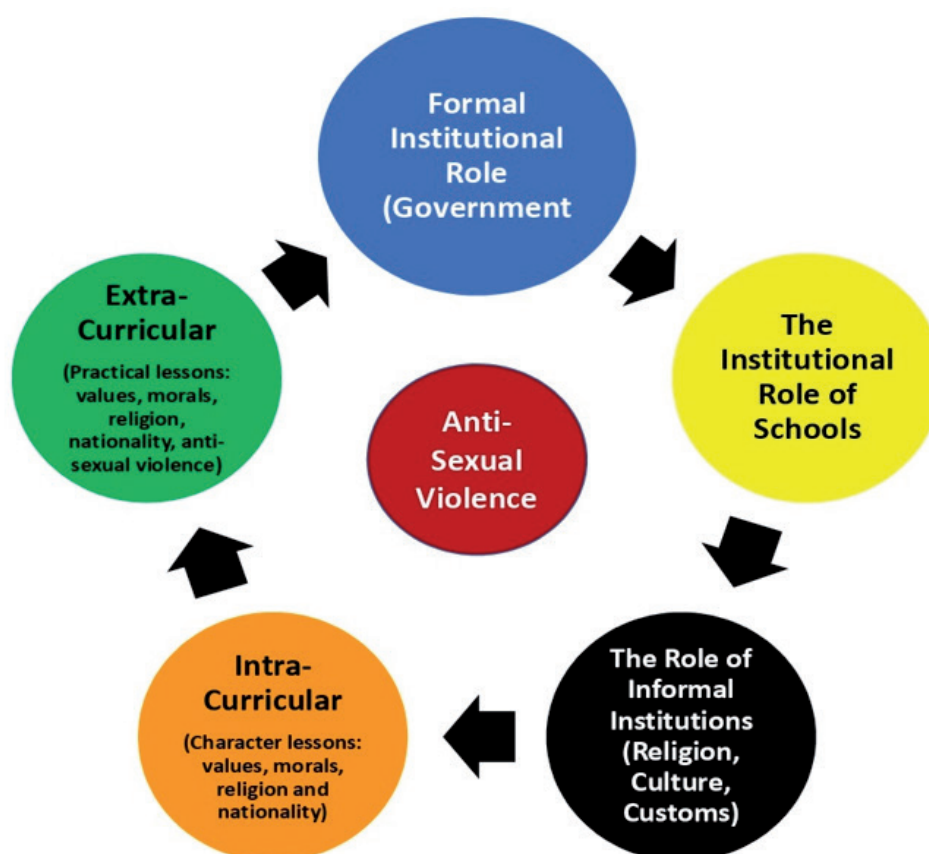 Formal
Institutional
Role
(Government
The
Institutional
Role of
Schools
The Role of
Informal
Institutions
(Religion,
Culture,
Customs)
Intra-
Curricular
(Character lessons:
values, morals,
religion and
nationality)
Extra-
Curricular
(Practical lessons:
values, morals,
religion,
nationality, anti-
sexual violence)
Anti-
Sexual
Violence